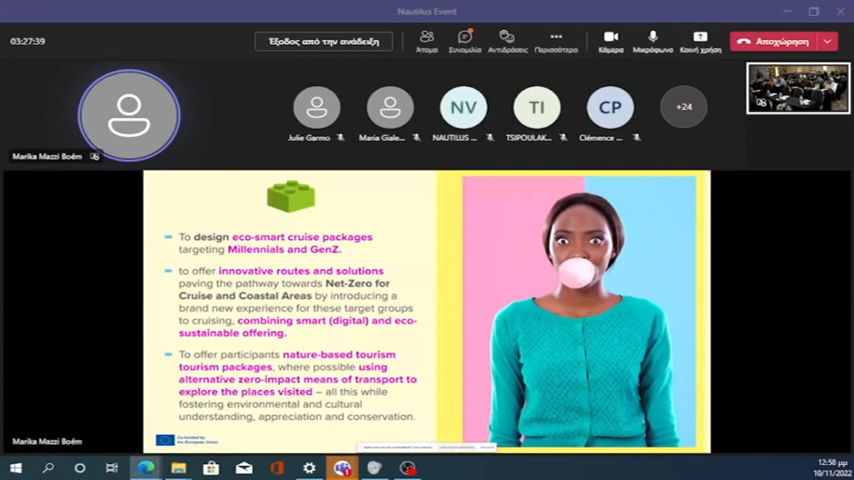 Nautilus Event
03:27:39
Έξοδος από την ανάδειξη
Άτομα
Συνομιλία
Αντιδράσεις
Περισσότερα
Κάμερα
Μικρόφωνο
Κοινή χρήση
Αποχώρηση
NV
TI
CP
+24
Julie Garmo
Maria Giale...
NAUTILUS ...
TSIPOULAK...
Clémence ...
Marika Mazzi Boém
To design eco-smart cruise packages
targeting Millennials and GenZ.
to offer innovative routes and solutions
paving the pathway towards Net-Zero for
Cruise and Coastal Areas by introducing a
brand new experience for these target groups
to cruising, combining smart (digital) and eco-
sustainable offering.
To offer participants nature-based tourism
tourism packages, where possible using
alternative zero-impact means of transport to
explore the places visited – all this while
fostering environmental and cultural
understanding, appreciation and conservation.
Co-funded by
the European Union
Marika Mazzi Boém
12:58 μμ
10/11/2022